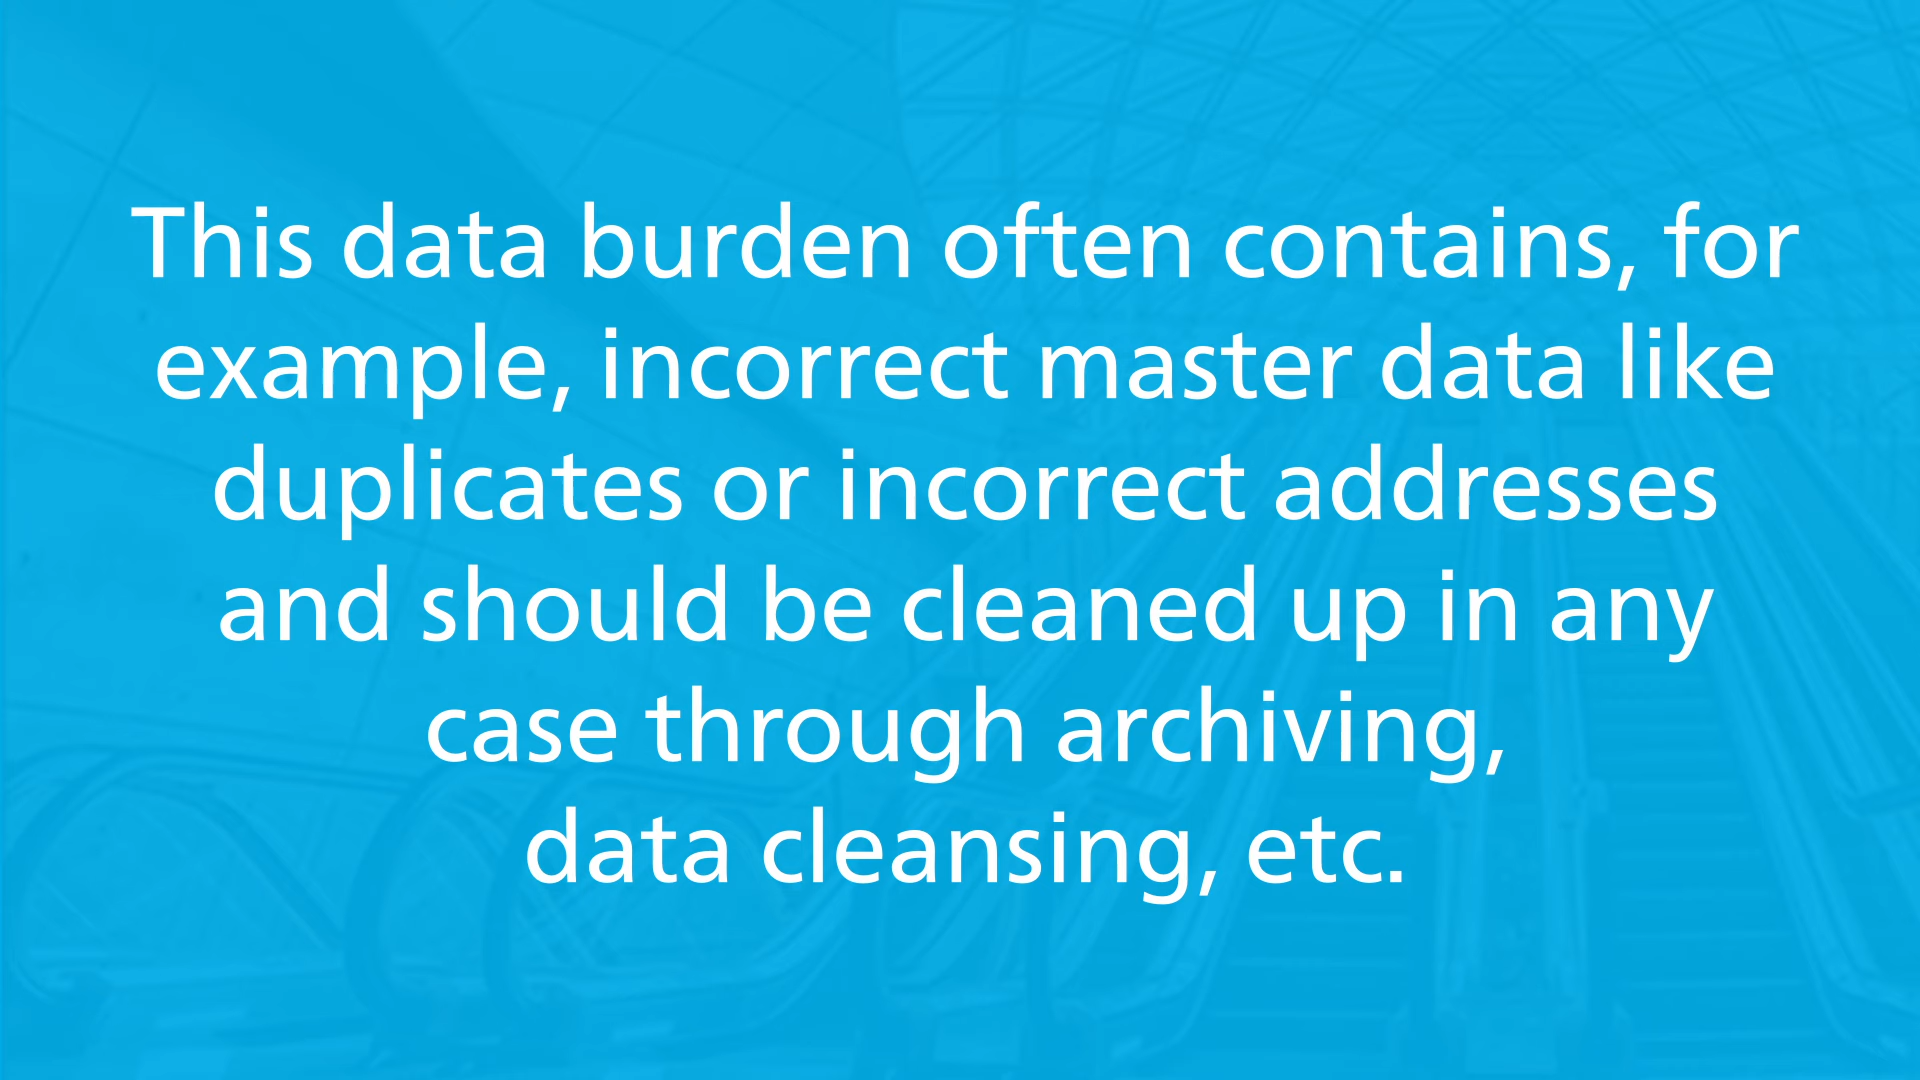 This data burden often contains, for
example, incorrect master data like
duplicates or incorrect addresses
and should be cleaned up in any
case through archiving,
data cleansing, etc.